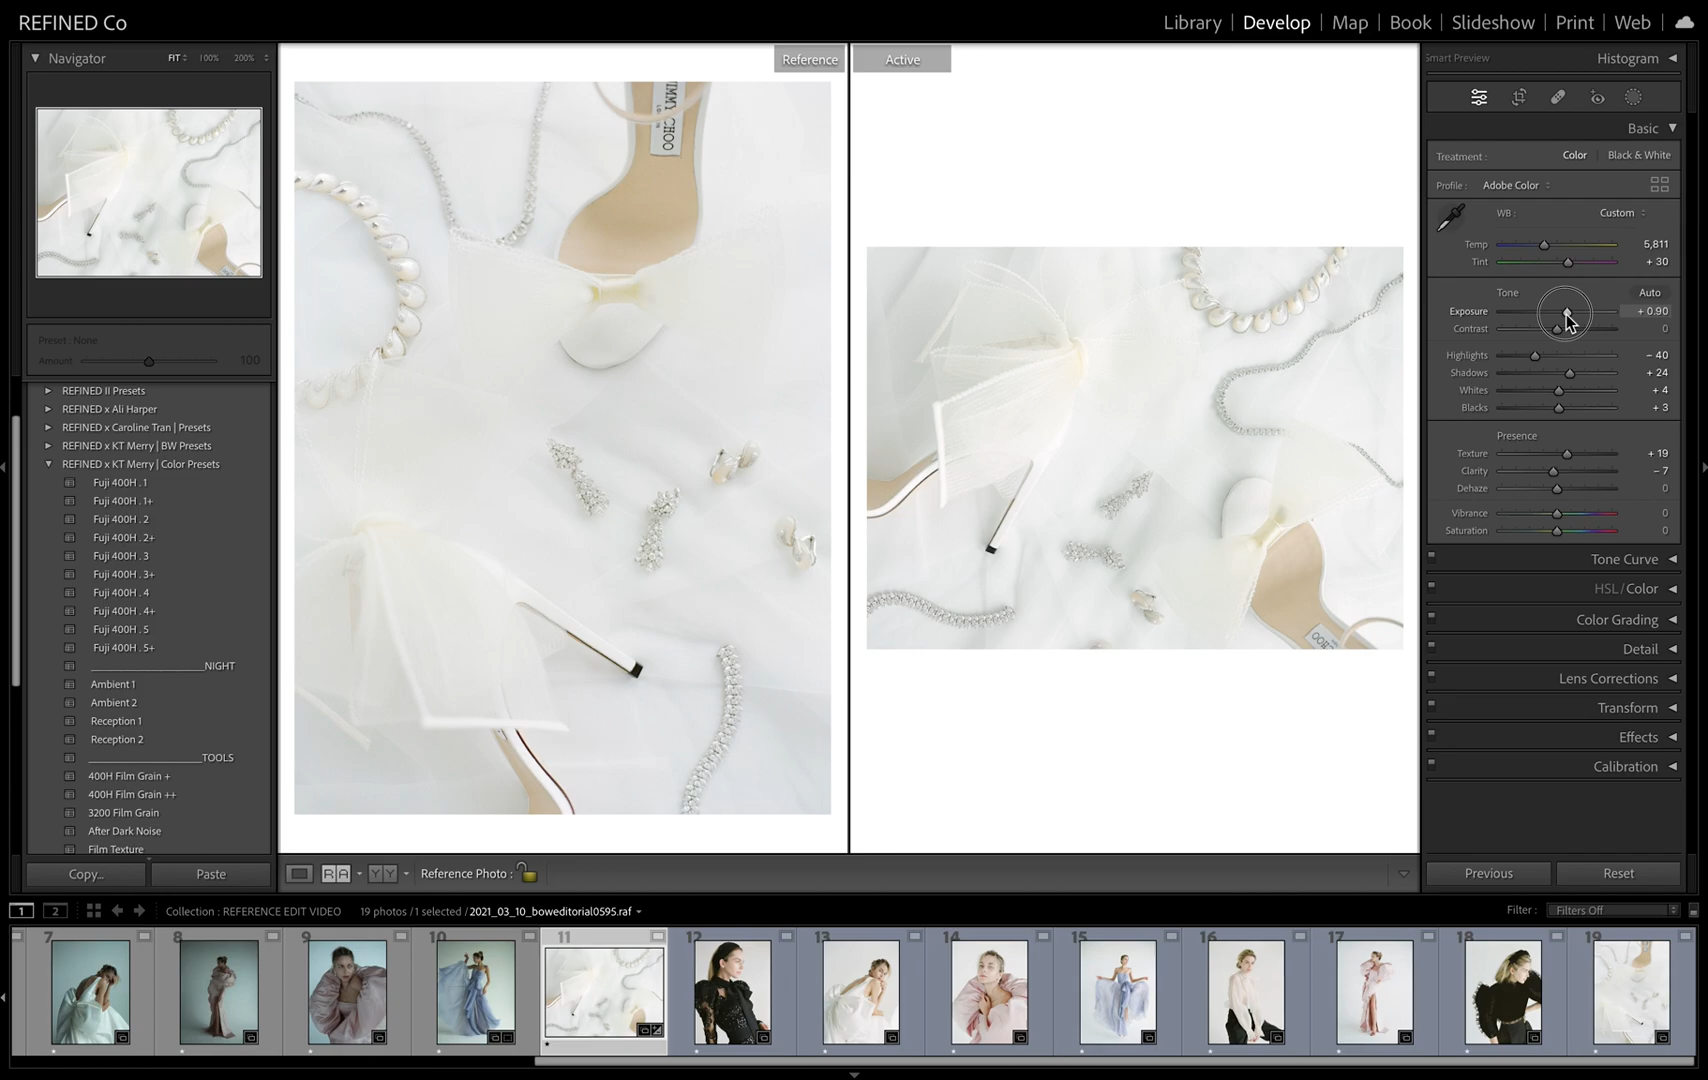 REFINED Co
Library | Develop | Map | Book | Slideshow | Print | Web
Navigator FIT 100% 200%
Preset : None
Amount 100
REFINED II Presets
REFINED x Ali Harper
REFINED x Caroline Tran | Presets
REFINED x KT Merry | BW Presets
REFINED x KT Merry | Color Presets
Fuji 400H . 1
Fuji 400H . 1+
Fuji 400H . 2
Fuji 400H . 2+
Fuji 400H . 3
Fuji 400H . 3+
Fuji 400H . 4
Fuji 400H . 4+
Fuji 400H . 5
Fuji 400H . 5+
____________________NIGHT
Ambient 1
Ambient 2
Reception 1
Reception 2
____________________TOOLS
400H Film Grain +
400H Film Grain ++
3200 Film Grain
After Dark Noise
Film Texture
Copy... Paste
Reference
JIMMY CHOO
Active
CHOO
Smart Preview Histogram
Basic
Treatment : Color Black & White
Profile : Adobe Color
WB : Custom
Temp 5,811
Tint + 30
Tone Auto
Exposure + 0.90
Contrast 0
Highlights – 40
Shadows + 24
Whites + 4
Blacks + 3
Presence
Texture + 19
Clarity – 7
Dehaze 0
Vibrance 0
Saturation 0
Tone Curve
HSL / Color
Color Grading
Detail
Lens Corrections
Transform
Effects
Calibration
Previous Reset
R A Y Y Reference Photo :
1 2 Collection : REFERENCE EDIT VIDEO 19 photos / 1 selected / 2021_03_10_boweditorial0595.raf Filter : Filters Off
7 8 9 10 11 12 13 14 15 16 17 18 19